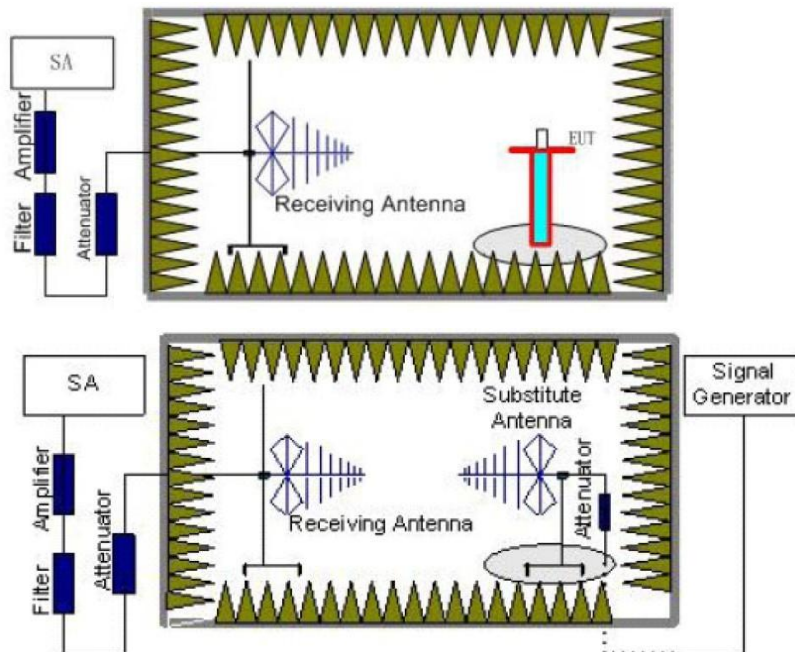 SA
Amplifier
Filter
Attenuator
Receiving Antenna
EUT
SA
Amplifier
Filter
Attenuator
Receiving Antenna
Substitute
Antenna
Attenuator
Signal
Generator